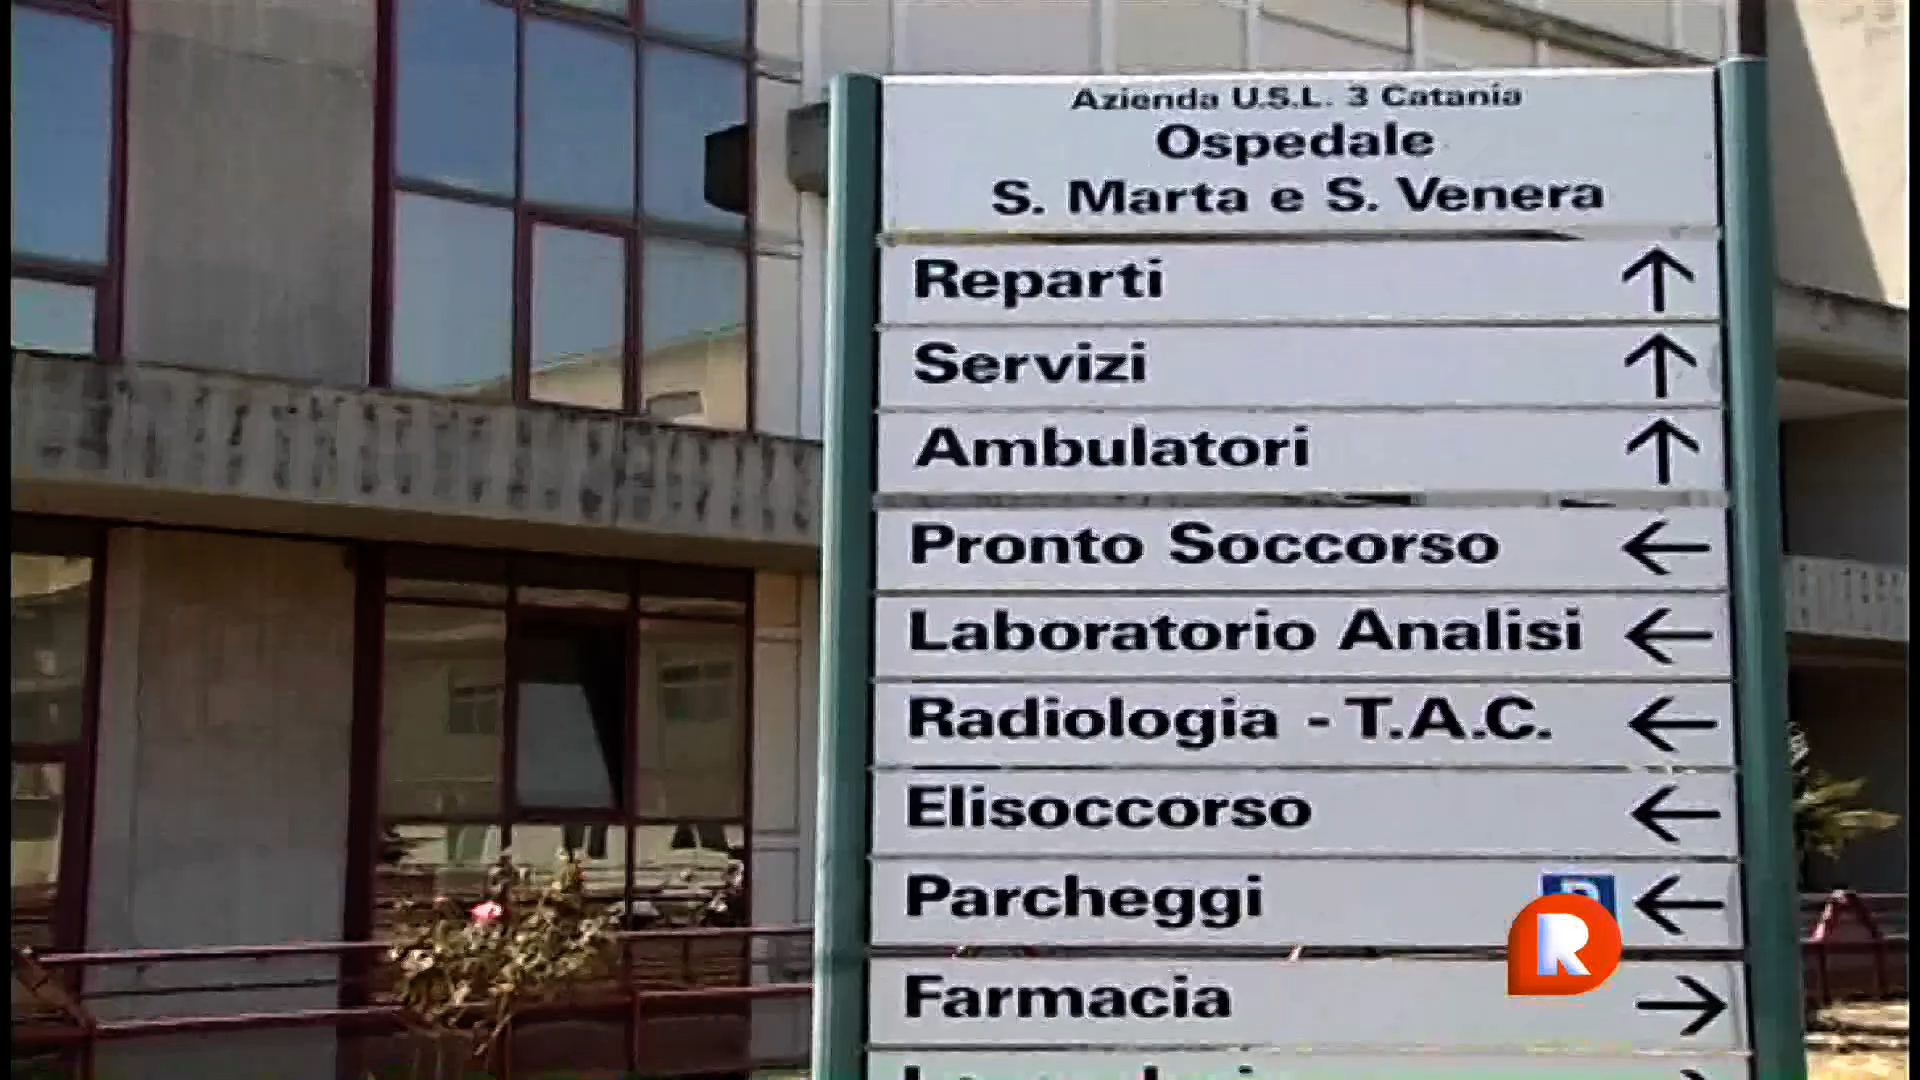 Azienda U.S.L. 3 Catania
Ospedale
S. Marta e S. Venera
Reparti
Servizi
Ambulatori
Pronto Soccorso
Laboratorio Analisi
Radiologia - T.A.C.
Elisoccorso
Parcheggi P
R
Farmacia